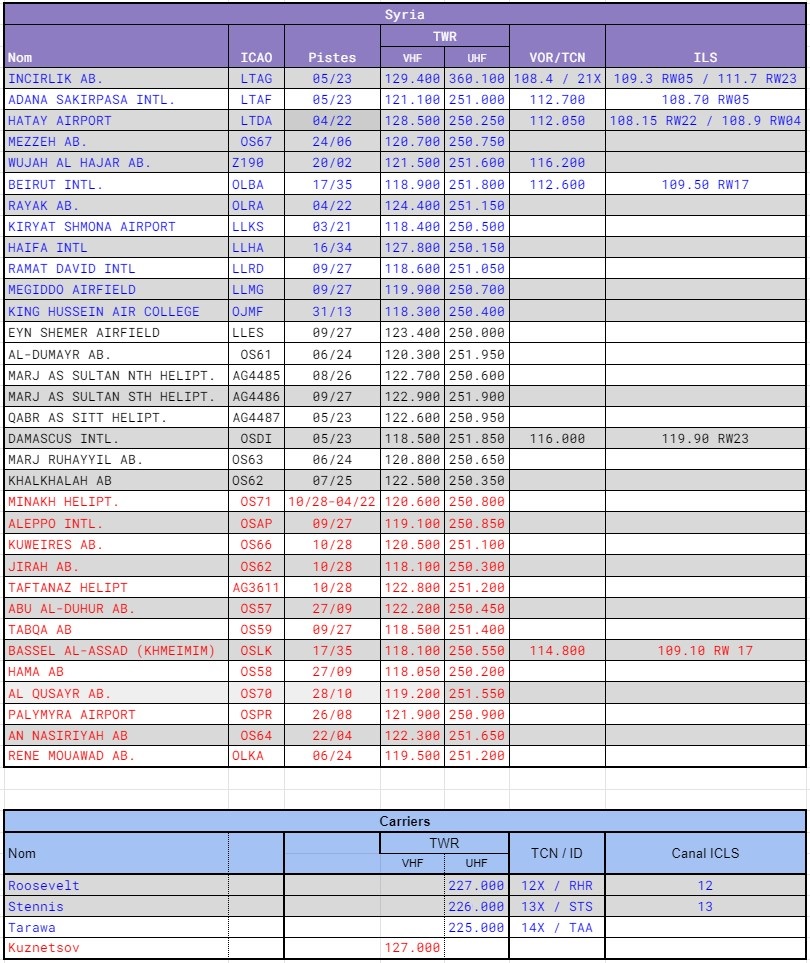 Syria
TWR
Nom ICAO Pistes VHF UHF VOR/TCN ILS
INCIRLIK AB. LTAG 05/23 129.400 360.100 108.4 / 21X 109.3 RW05 / 111.7 RW23
ADANA SAKIRPASA INTL. LTAF 05/23 121.100 251.000 112.700 108.70 RW05
HATAY AIRPORT LTDA 04/22 128.500 250.250 112.050 108.15 RW22 / 108.9 RW04
MEZZEH AB. OS67 24/06 120.700 250.750
WUJAH AL HAJAR AB. Z190 20/02 121.500 251.600 116.200
BEIRUT INTL. OLBA 17/35 118.900 251.800 112.600 109.50 RW17
RAYAK AB. OLRA 04/22 124.400 251.150
KIRYAT SHMONA AIRPORT LLKS 03/21 118.400 250.500
HAIFA INTL LLHA 16/34 127.800 250.150
RAMAT DAVID INTL LLRD 09/27 118.600 251.050
MEGIDDO AIRFIELD LLMG 09/27 119.900 250.700
KING HUSSEIN AIR COLLEGE OJMF 31/13 118.300 250.400
EYN SHEMER AIRFIELD LLES 09/27 123.400 250.000
AL-DUMAYR AB. OS61 06/24 120.300 251.950
MARJ AS SULTAN NTH HELIPT. AG4485 08/26 122.700 250.600
MARJ AS SULTAN STH HELIPT. AG4486 09/27 122.900 251.900
QABR AS SITT HELIPT. AG4487 05/23 122.600 250.950
DAMASCUS INTL. OSDI 05/23 118.500 251.850 116.000 119.90 RW23
MARJ RUHAYYIL AB. OS63 06/24 120.800 250.650
KHALKHALAH AB OS62 07/25 122.500 250.350
MINAKH HELIPT. OS71 10/28-04/22 120.600 250.800
ALEPPO INTL. OSAP 09/27 119.100 250.850
KUWEIRES AB. OS66 10/28 120.500 251.100
JIRAH AB. OS62 10/28 118.100 250.300
TAFTANAZ HELIPT AG3611 10/28 122.800 251.200
ABU AL-DUHUR AB. OS57 27/09 122.200 250.450
TABQA AB OS59 09/27 118.500 251.400
BASSEL AL-ASSAD (KHMEIMIM) OSLK 17/35 118.100 250.550 114.800 109.10 RW 17
HAMA AB OS58 27/09 118.050 250.200
AL QUSAYR AB. OS70 28/10 119.200 251.550
PALYMYRA AIRPORT OSPR 26/08 121.900 250.900
AN NASIRIYAH AB OS64 22/04 122.300 251.650
RENE MOUAWAD AB. OLKA 06/24 119.500 251.200
Carriers
Nom TWR TCN / ID Canal ICLS
VHF UHF
Roosevelt 227.000 12X / RHR 12
Stennis 226.000 13X / STS 13
Tarawa 225.000 14X / TAA
Kuznetsov 127.000